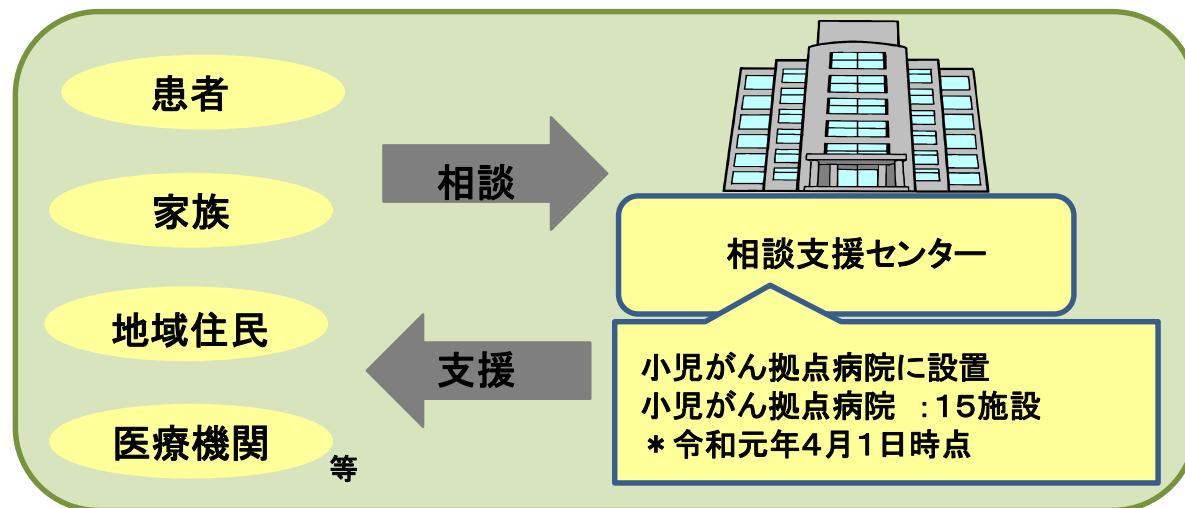 患者
家族
地域住民
医療機関
等
相談
支援
相談支援センター
小児がん拠点病院に設置
小児がん拠点病院 :15施設
*令和元年4月1日時点